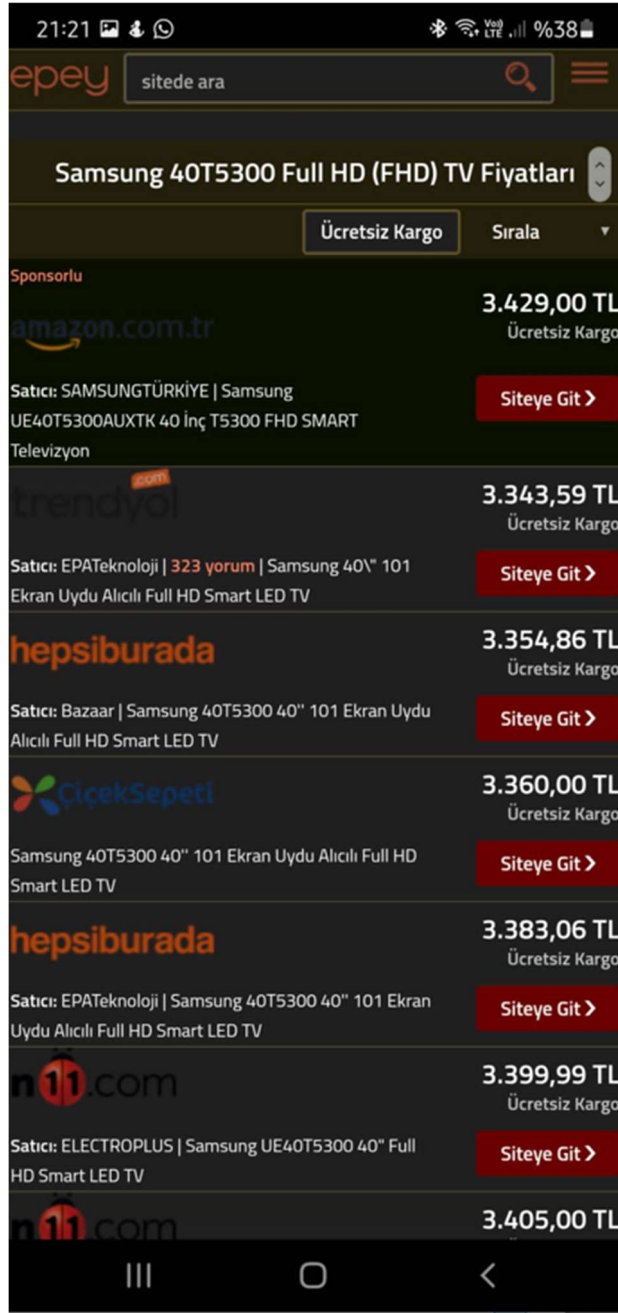 21:21 %38
Vo))
LTE
epey sitede ara
Samsung 40T5300 Full HD (FHD) TV Fiyatları
Ücretsiz Kargo Sırala
Sponsorlu
amazon.com.tr
3.429,00 TL
Ücretsiz Kargo
Satıcı: SAMSUNGTÜRKİYE | Samsung
UE40T5300AUXTK 40 İnç T5300 FHD SMART
Televizyon
Siteye Git
trendyol.com
3.343,59 TL
Ücretsiz Kargo
Satıcı: EPATeknoloji | 323 yorum | Samsung 40\" 101
Ekran Uydu Alıcılı Full HD Smart LED TV
Siteye Git
hepsiburada
3.354,86 TL
Ücretsiz Kargo
Satıcı: Bazaar | Samsung 40T5300 40'' 101 Ekran Uydu
Alıcılı Full HD Smart LED TV
Siteye Git
ÇiçekSepeti
3.360,00 TL
Ücretsiz Kargo
Samsung 40T5300 40'' 101 Ekran Uydu Alıcılı Full HD
Smart LED TV
Siteye Git
hepsiburada
3.383,06 TL
Ücretsiz Kargo
Satıcı: EPATeknoloji | Samsung 40T5300 40'' 101 Ekran
Uydu Alıcılı Full HD Smart LED TV
Siteye Git
n11.com
3.399,99 TL
Ücretsiz Kargo
Satıcı: ELECTROPLUS | Samsung UE40T5300 40" Full
HD Smart LED TV
Siteye Git
n11.com
3.405,00 TL